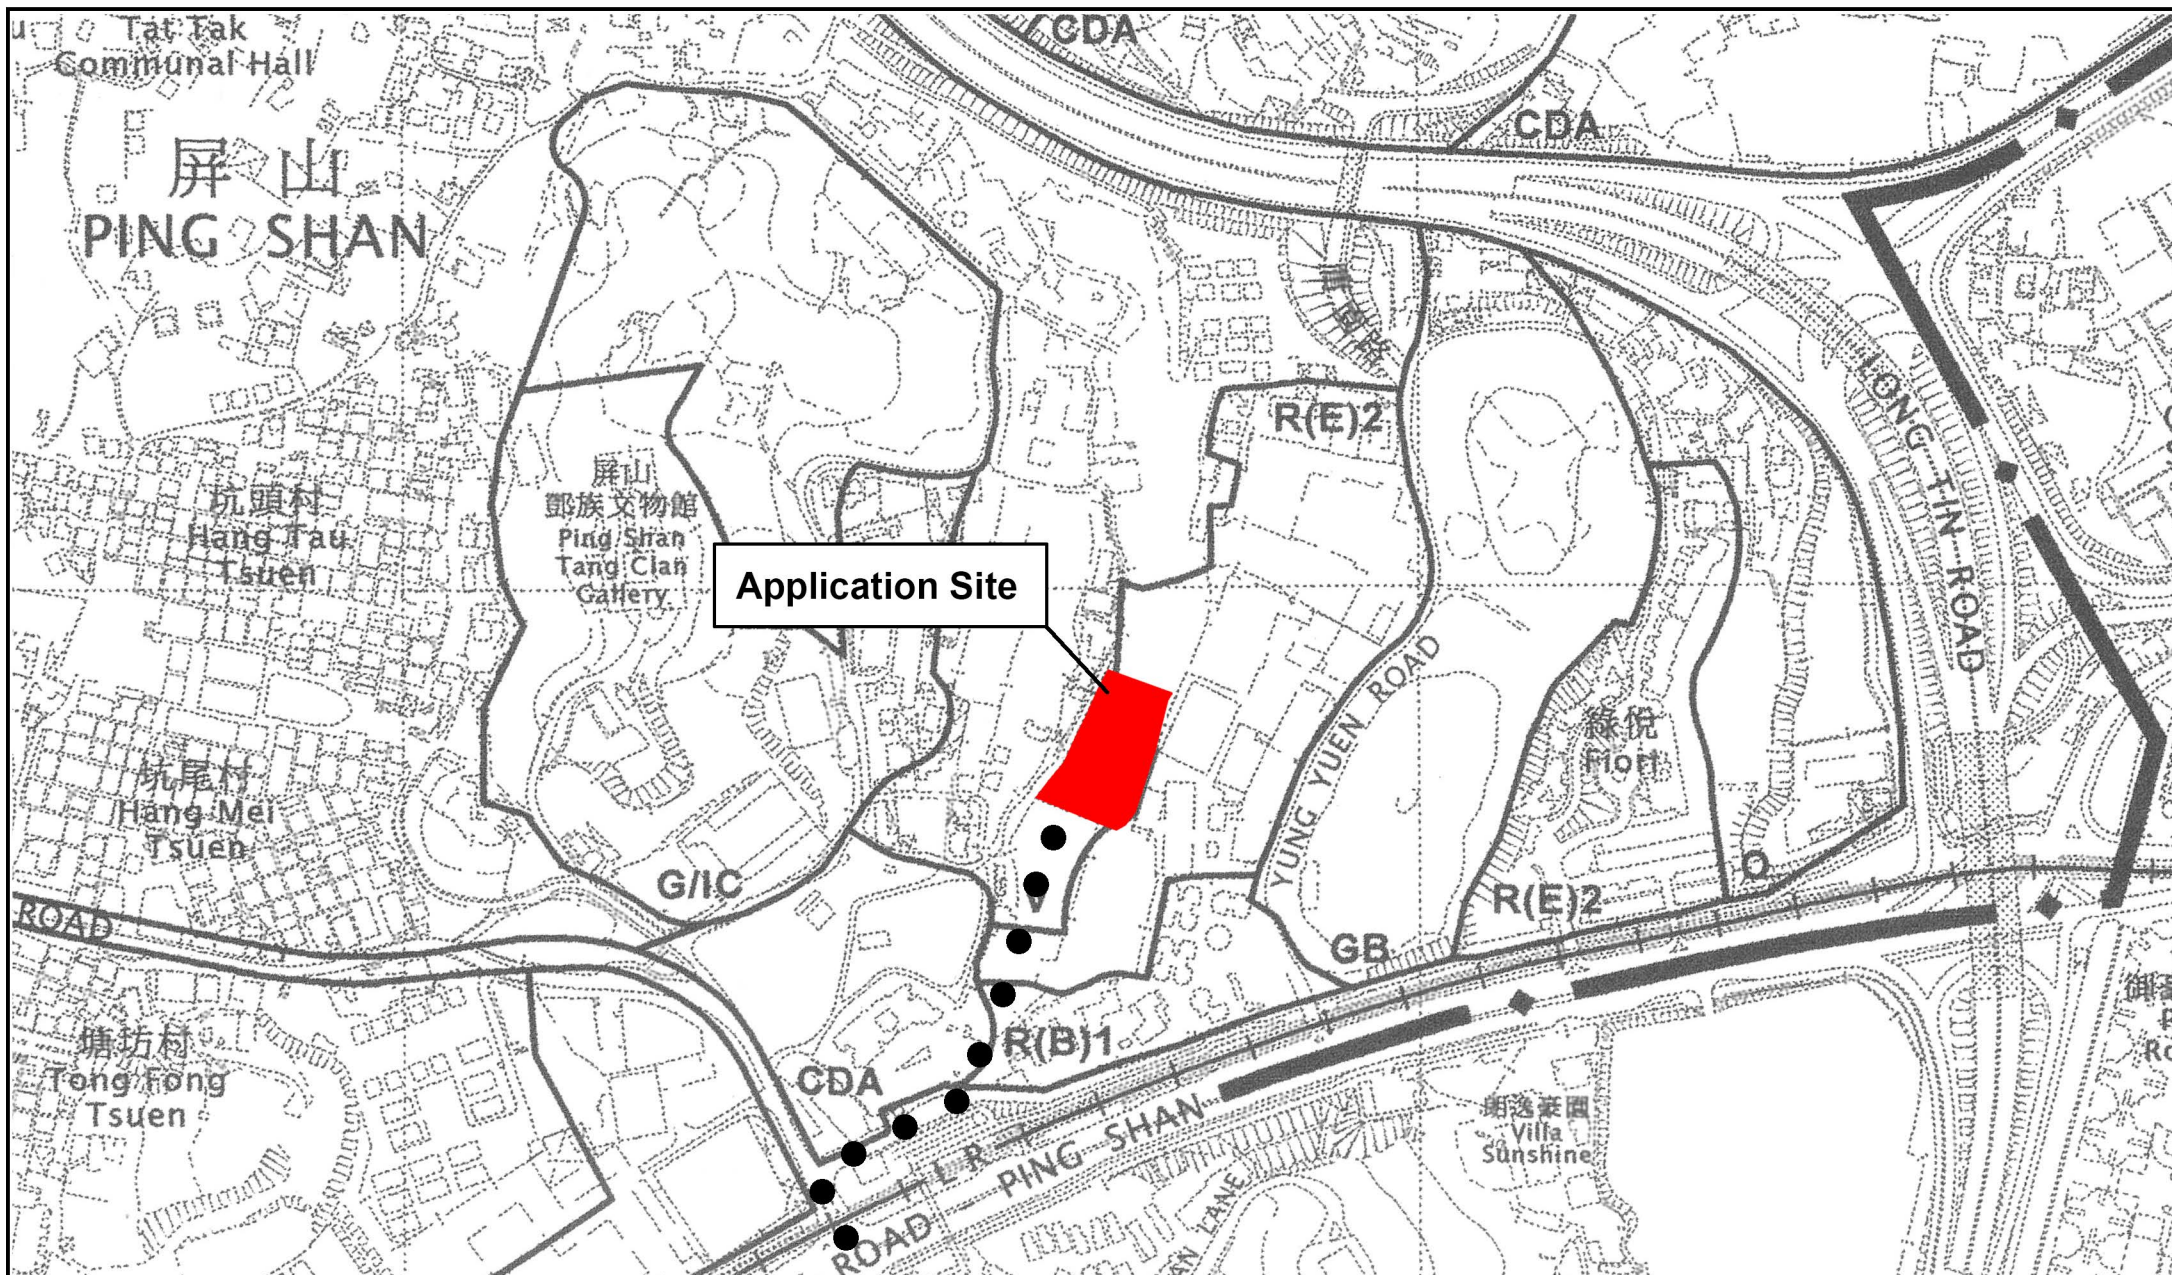 Tat Tak
Communal Hall
CDA
CDA
屏 山
PING SHAN
R(E)2
LONG TIN ROAD
坑頭村
Hang Tau
Tsuen
屏山
鄧族文物館
Ping Shan
Tang Clan
Gallery
Application Site
YUNG YUEN ROAD
綠悅
Fiori
坑尾村
Hang Mei
Tsuen
G/IC
V
O
R(E)2
ROAD
GB
塘坊村
Tong Fong
Tsuen
R(B)1
CDA
朗逸豪園
Villa
Sunshine
L R
ROAD PING SHAN
LANE